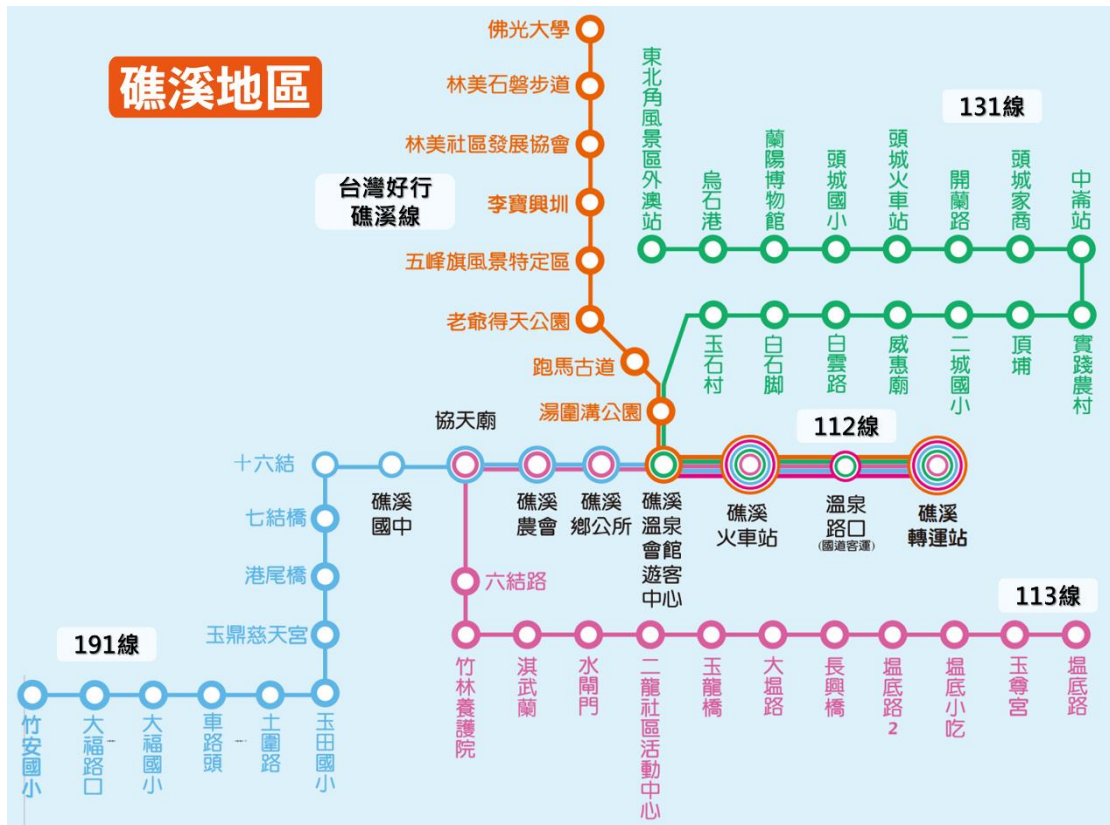 礁溪地區
佛光大學
林美石磐步道
林美社區發展協會
台灣好行
礁溪線
李寶興圳
五峰旗風景特定區
老爺得天公園
跑馬古道
湯圍溝公園
131線
東北角風景區外澳站
烏石港
蘭陽博物館
頭城國小
頭城火車站
開蘭路
頭城家商
中崙站
玉石村
白石脚
白雲路
威惠廟
二城國小
頂埔
實踐農村
112線
協天廟
十六結
礁溪
國中
礁溪
農會
礁溪
鄉公所
礁溪
溫泉
會館
遊客
中心
礁溪
火車站
溫泉
路口
(國道客運)
礁溪
轉運站
七結橋
港尾橋
玉鼎慈天宮
191線
竹安國小
大福路口
大福國小
車路頭
土圍路
玉田國小
113線
六結路
竹林養護院
淇武蘭
水閘門
二龍社區活動中心
玉龍橋
大塭路
長興橋
塭底路2
塭底小吃
玉尊宮
塭底路